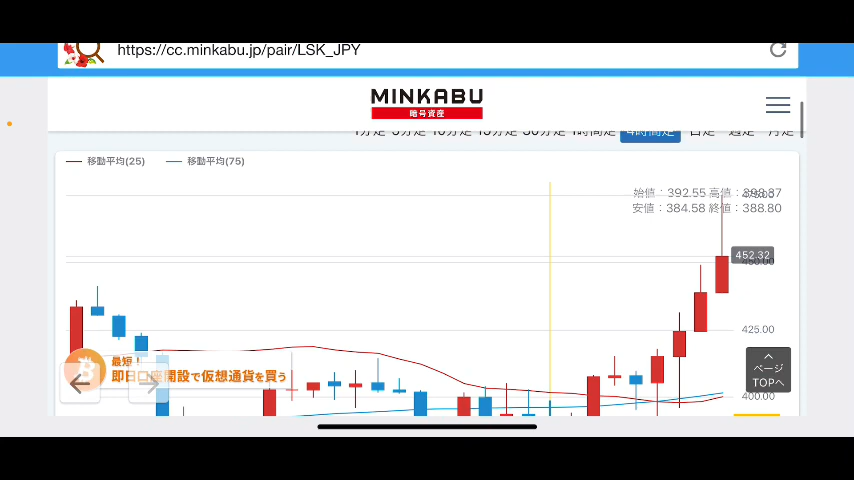 https://cc.minkabu.jp/pair/LSK_JPY
MINKABU
暗号資産
1分足 5分足 10分足 15分足 30分足 1時間足 4時間足 日足 週足 月足
移動平均(25) 移動平均(75)
始値：392.55 高値：398.87
安値：384.58 終値：388.80
475.00
452.32
450.00
425.00
400.00
最短！
即日口座開設で仮想通貨を買う
ページ
TOPへ